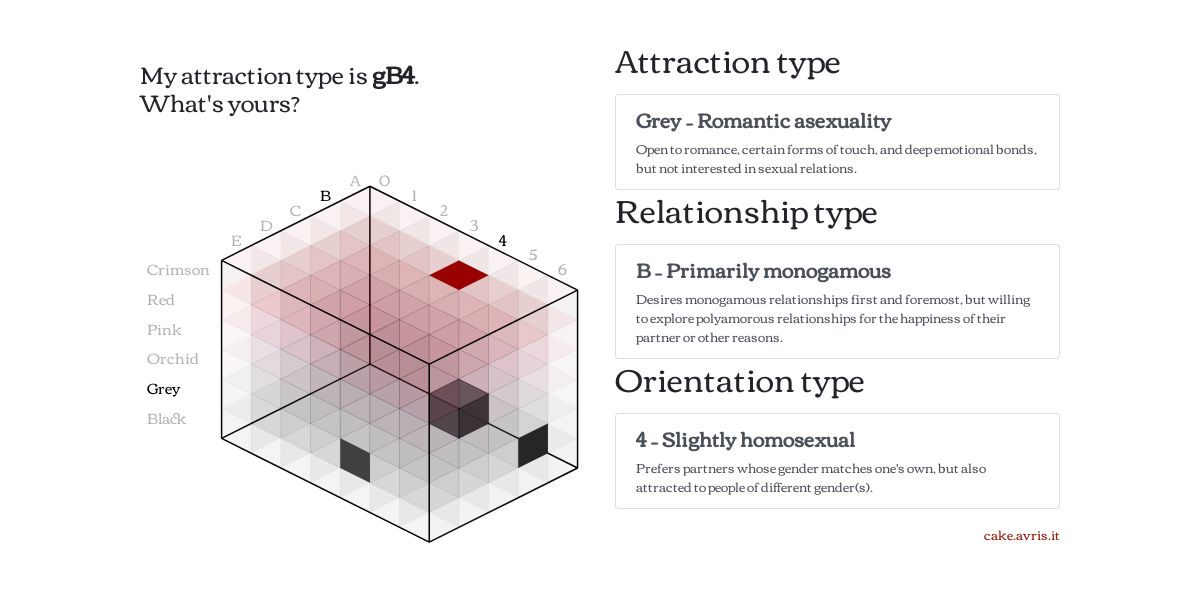 My attraction type is gB4.
What's yours?
A O
B 1
C 2
D 3
E 4
5
6
Crimson
Red
Pink
Orchid
Grey
Black
Attraction type
Grey – Romantic asexuality
Open to romance, certain forms of touch, and deep emotional bonds,
but not interested in sexual relations.
Relationship type
B – Primarily monogamous
Desires monogamous relationships first and foremost, but willing
to explore polyamorous relationships for the happiness of their
partner or other reasons.
Orientation type
4 – Slightly homosexual
Prefers partners whose gender matches one's own, but also
attracted to people of different gender(s).
cake.avris.it